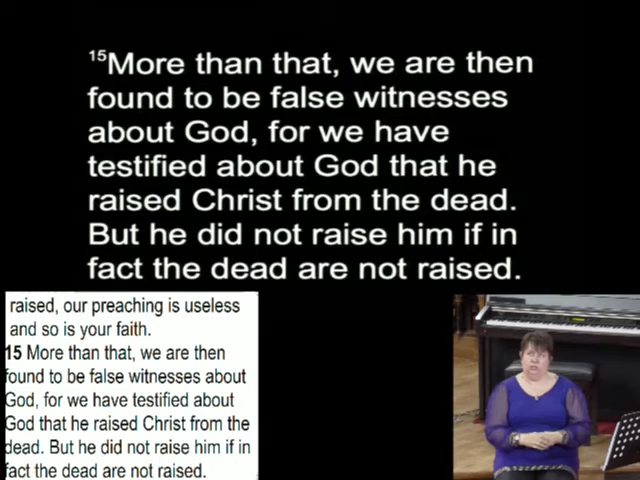 ¹⁵More than that, we are then
found to be false witnesses
about God, for we have
testified about God that he
raised Christ from the dead.
But he did not raise him if in
fact the dead are not raised.
raised, our preaching is useless
and so is your faith.
15 More than that, we are then
found to be false witnesses about
God, for we have testified about
God that he raised Christ from the
dead. But he did not raise him if in
fact the dead are not raised.